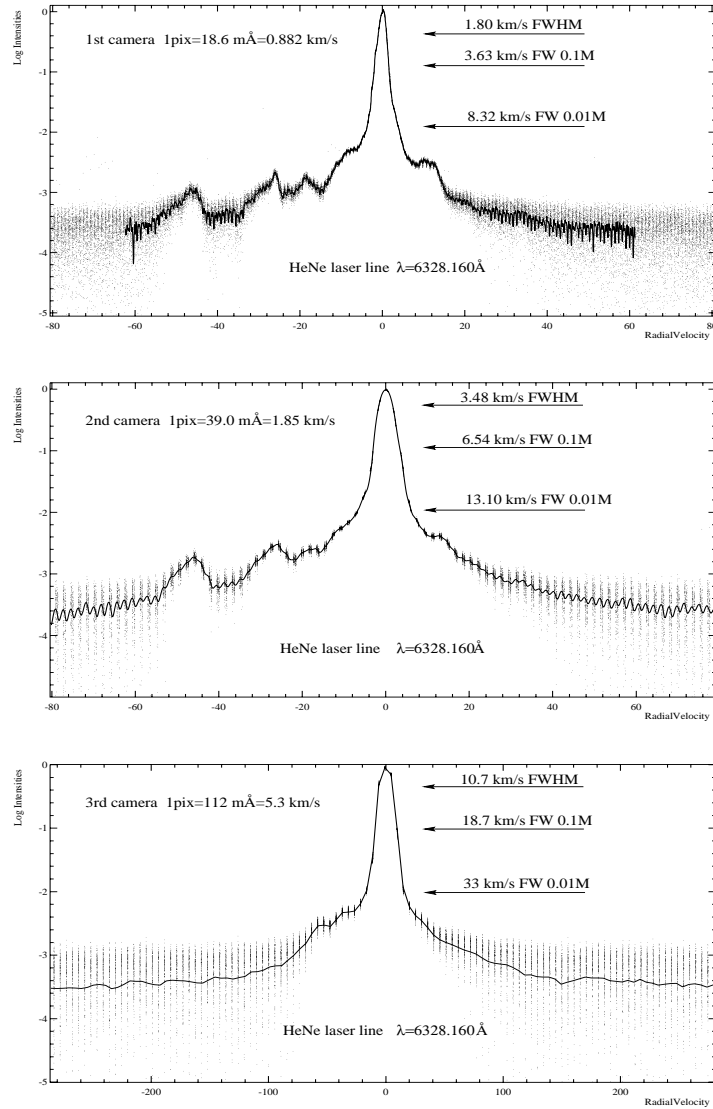 Log Intensities
0
-1
-2
-3
-4
-5
1st camera 1pix=18.6 mÅ=0.882 km/s
1.80 km/s FWHM
3.63 km/s FW 0.1M
8.32 km/s FW 0.01M
HeNe laser line λ=6328.160Å
-80 -60 -40 -20 0 20 40 60 80
RadialVelocity
Log Intensities
0
-1
-2
-3
-4
2nd camera 1pix=39.0 mÅ=1.85 km/s
3.48 km/s FWHM
6.54 km/s FW 0.1M
13.10 km/s FW 0.01M
HeNe laser line λ=6328.160Å
-80 -60 -40 -20 0 20 40 60
RadialVelocity
Log Intensities
0
-1
-2
-3
-4
-5
3rd camera 1pix=112 mÅ=5.3 km/s
10.7 km/s FWHM
18.7 km/s FW 0.1M
33 km/s FW 0.01M
HeNe laser line λ=6328.160Å
-200 -100 0 100 200
RadialVelocity